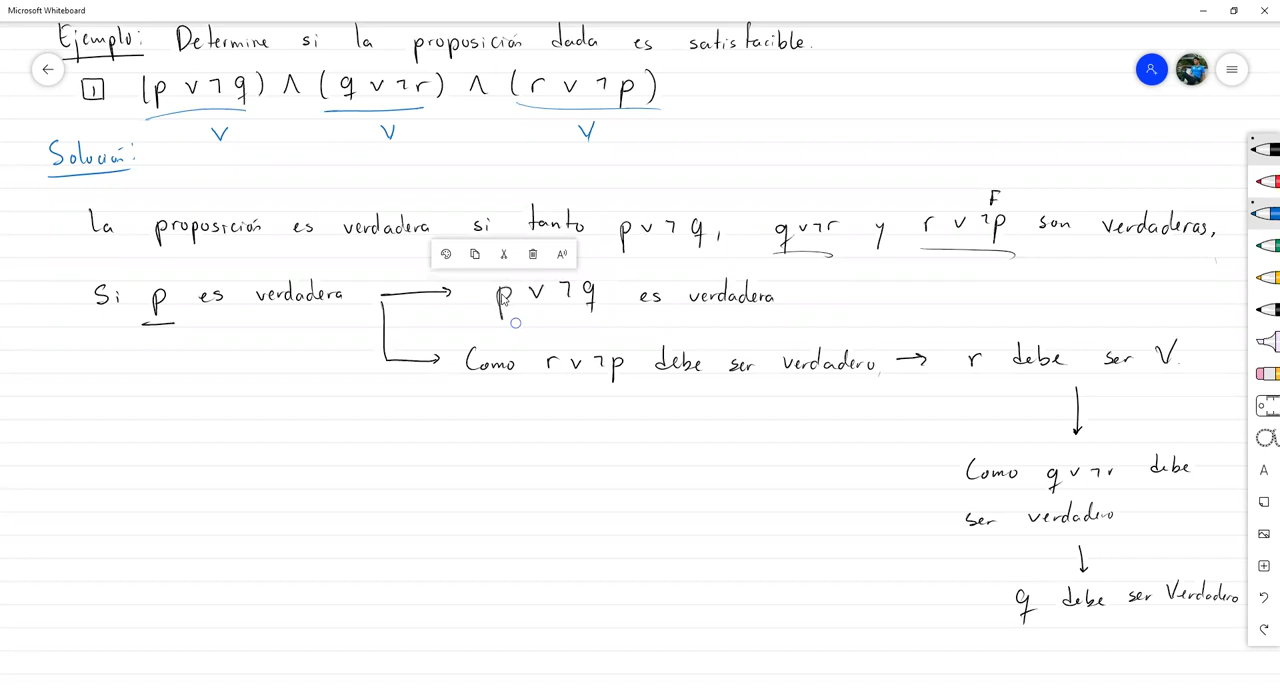 Microsoft Whiteboard
Ejemplo: Determine si la proposición dada es satisfacible.
1 (p ∨ ¬q) ∧ (q ∨ ¬r) ∧ (r ∨ ¬p)
V V V
Solución:
F
La proposición es verdadera si tanto p ∨ ¬q, q ∨ ¬r y r ∨ ¬p son verdaderas,
Si p es verdadera → p ∨ ¬q es verdadera
→ Como r ∨ ¬p debe ser verdadero, → r debe ser V.
↓
Como q ∨ ¬r debe
ser verdadero
↓
q debe ser Verdadero